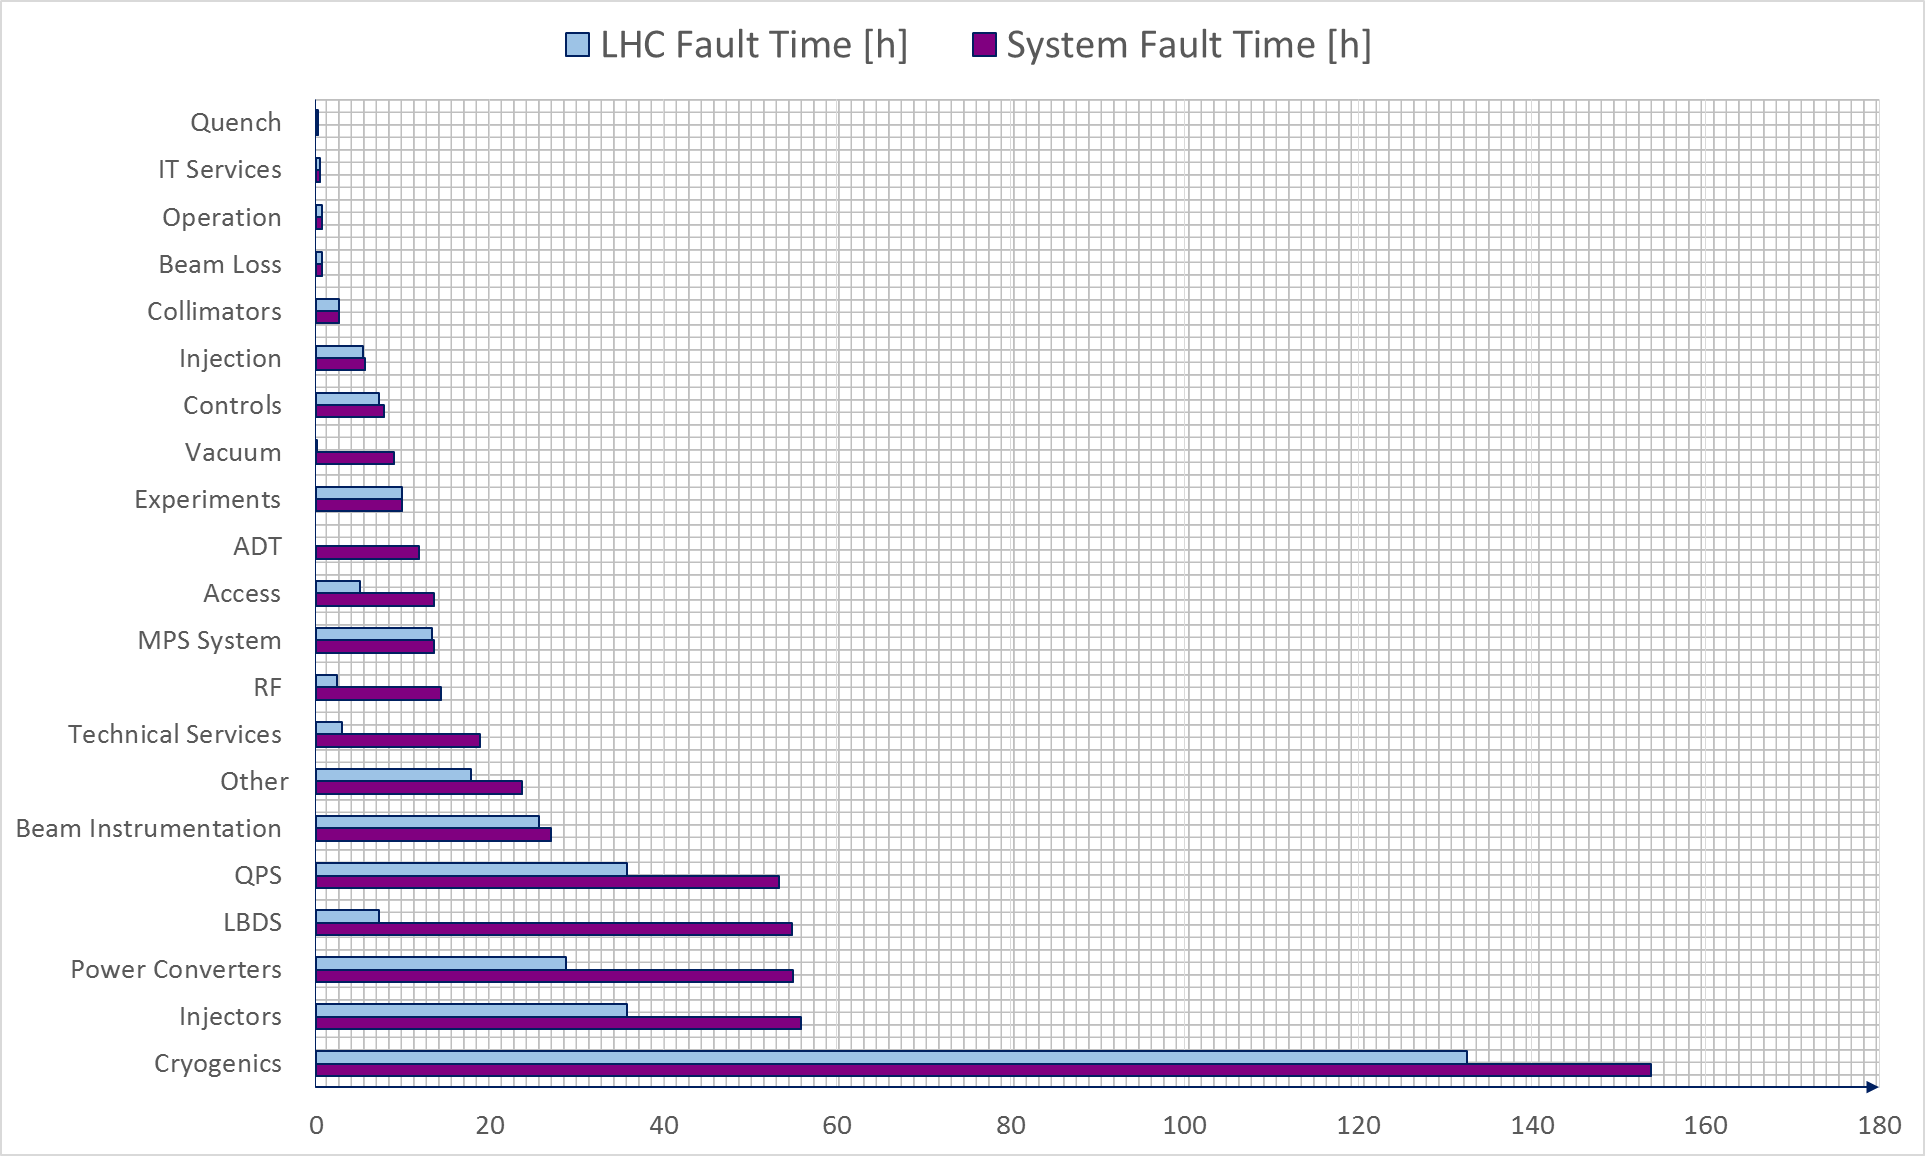 LHC Fault Time [h] System Fault Time [h]
Quench
IT Services
Operation
Beam Loss
Collimators
Injection
Controls
Vacuum
Experiments
ADT
Access
MPS System
RF
Technical Services
Other
Beam Instrumentation
QPS
LBDS
Power Converters
Injectors
Cryogenics
0 20 40 60 80 100 120 140 160 180